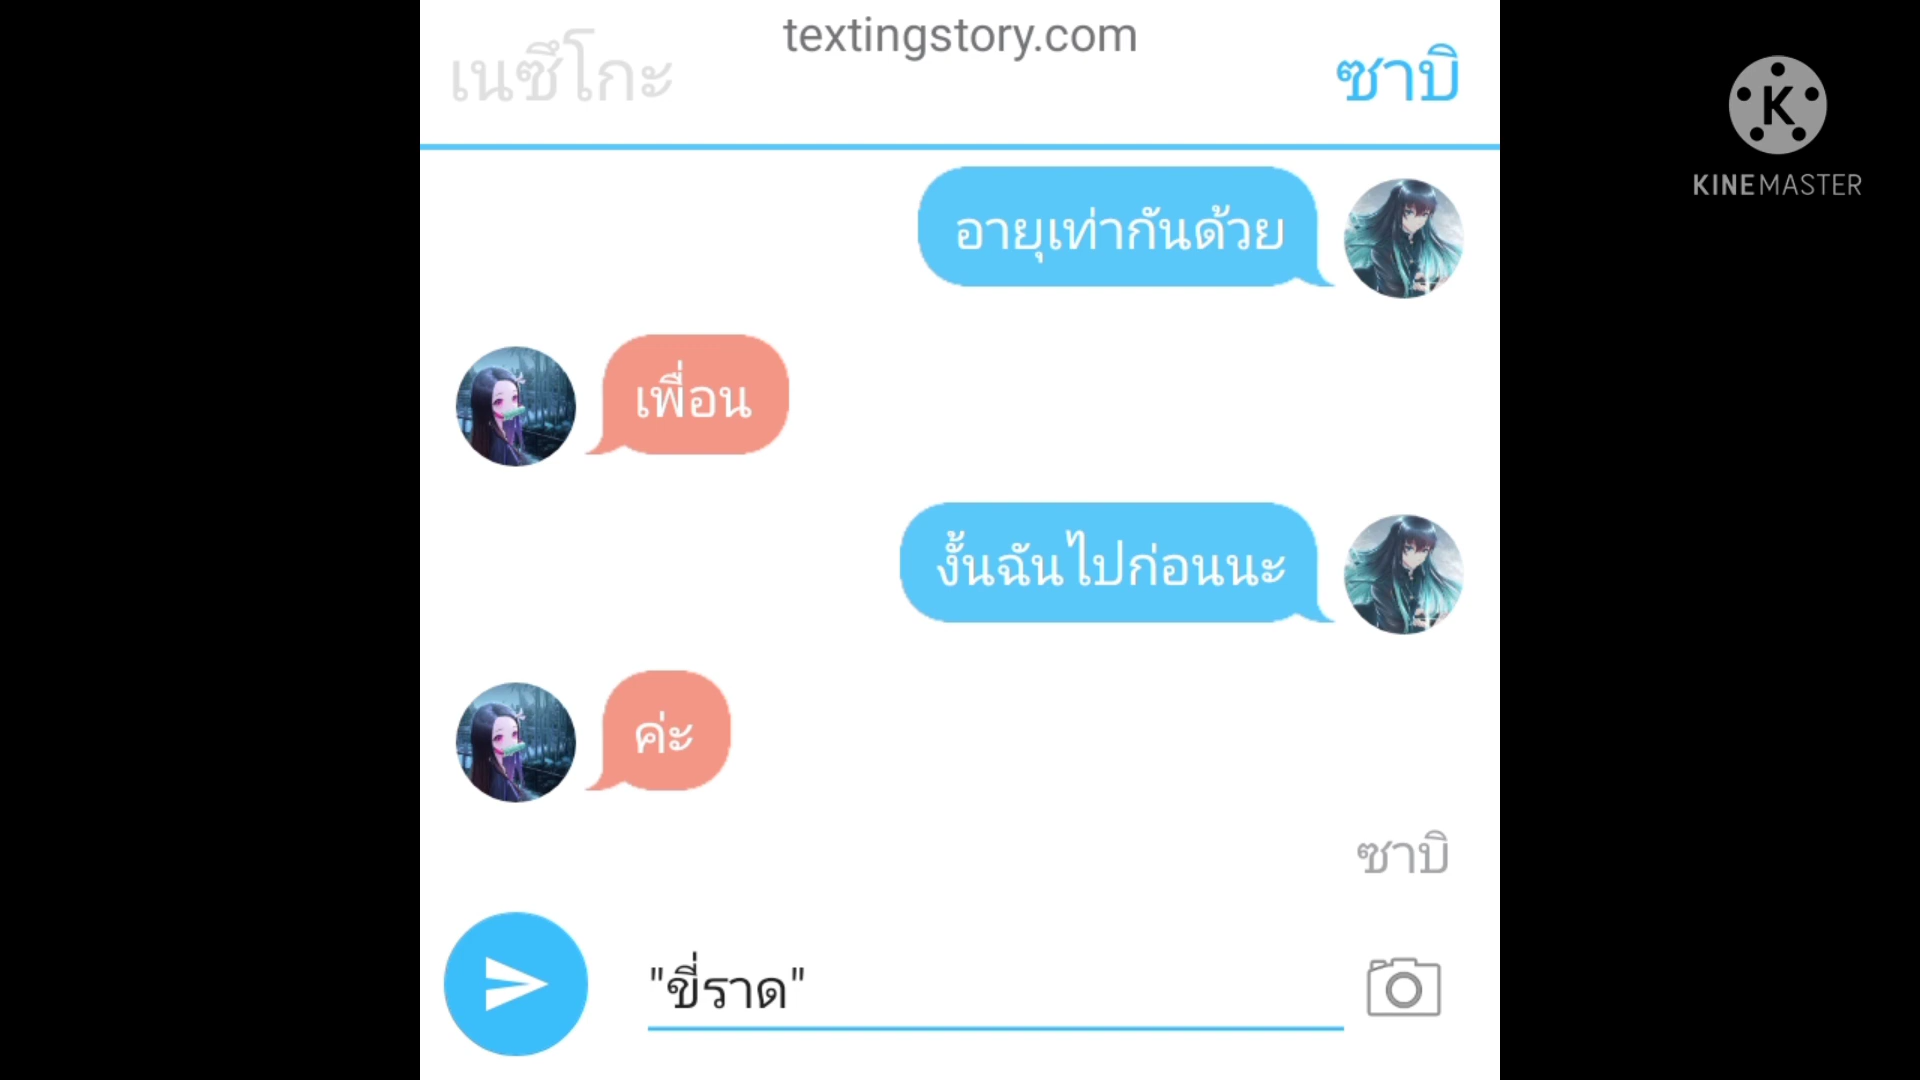 textingstory.com
เนซึโกะ
ซาบิ
KINEMASTER
อายุเท่ากันด้วย
เพื่อน
งั้นฉันไปก่อนนะ
ค่ะ
ซาบิ
"ขี่ราด"